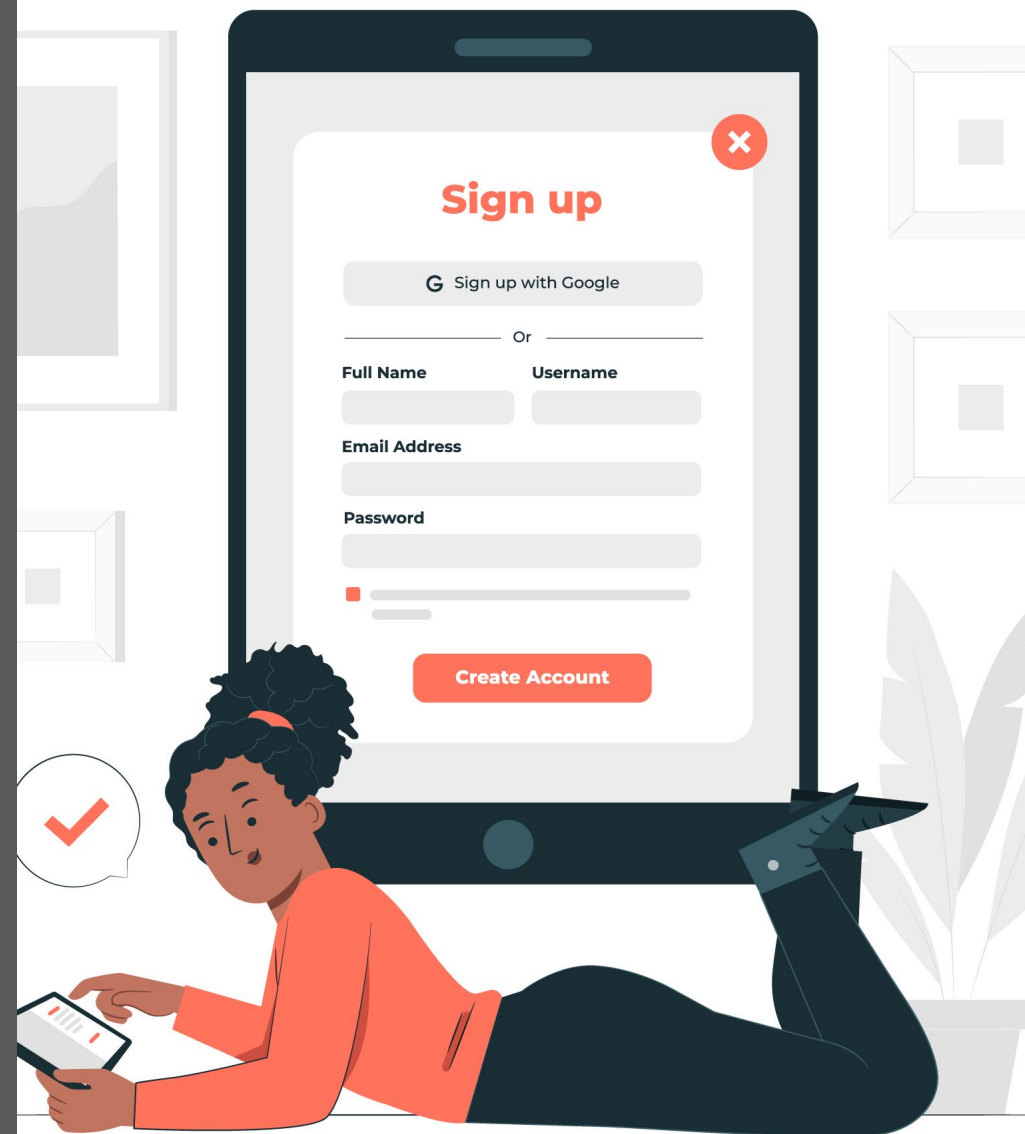 Sign up
G Sign up with Google
Or
Full Name Username
Email Address
Password
Create Account